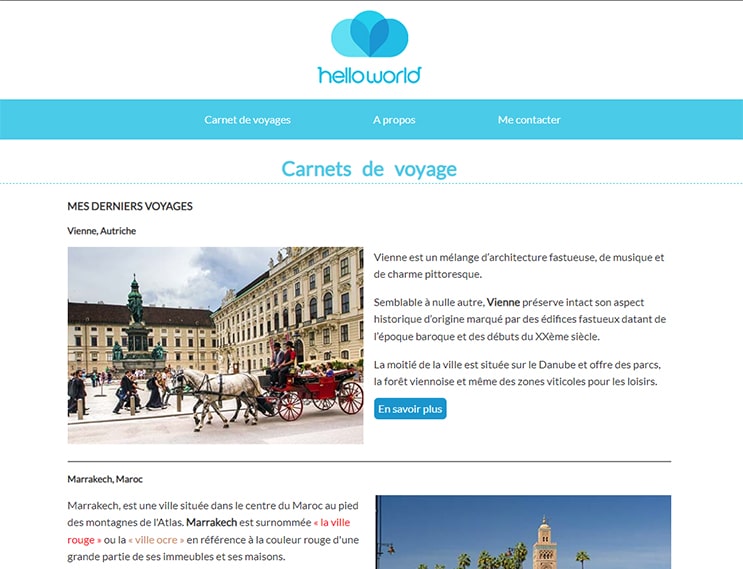 helloworld
Carnet de voyages
A propos
Me contacter
Carnets de voyage
MES DERNIERS VOYAGES
Vienne, Autriche
Vienne est un mélange d'architecture fastueuse, de musique et
de charme pittoresque.
Semblable à nulle autre, Vienne préserve intact son aspect
historique d'origine marqué par des édifices fastueux datant de
l'époque baroque et des débuts du XXème siècle.
La moitié de la ville est située sur le Danube et offre des parcs,
la forêt viennoise et même des zones viticoles pour les loisirs.
En savoir plus
Marrakech, Maroc
Marrakech, est une ville située dans le centre du Maroc au pied
des montagnes de l'Atlas. Marrakech est surnommée « la ville
rouge » ou la « ville ocre » en référence à la couleur rouge d'une
grande partie de ses immeubles et ses maisons.